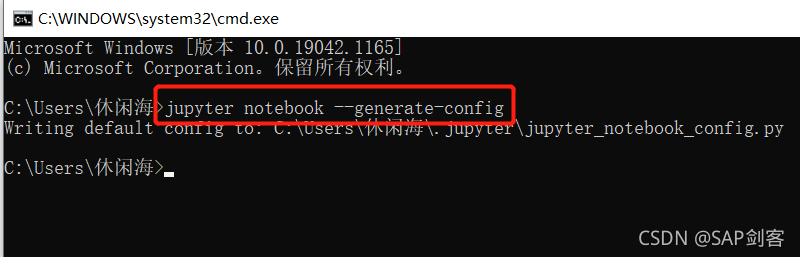 C:\WINDOWS\system32\cmd.exe
Microsoft Windows [版本 10.0.19042.1165]
(c) Microsoft Corporation。保留所有权利。
C:\Users\休闲海>jupyter notebook --generate-config
Writing default config to: C:\Users\休闲海\.jupyter\jupyter_notebook_config.py
C:\Users\休闲海>
CSDN @SAP剑客